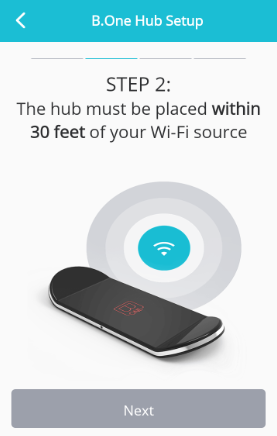 B.One Hub Setup
STEP 2:
The hub must be placed within
30 feet of your Wi-Fi source
Next